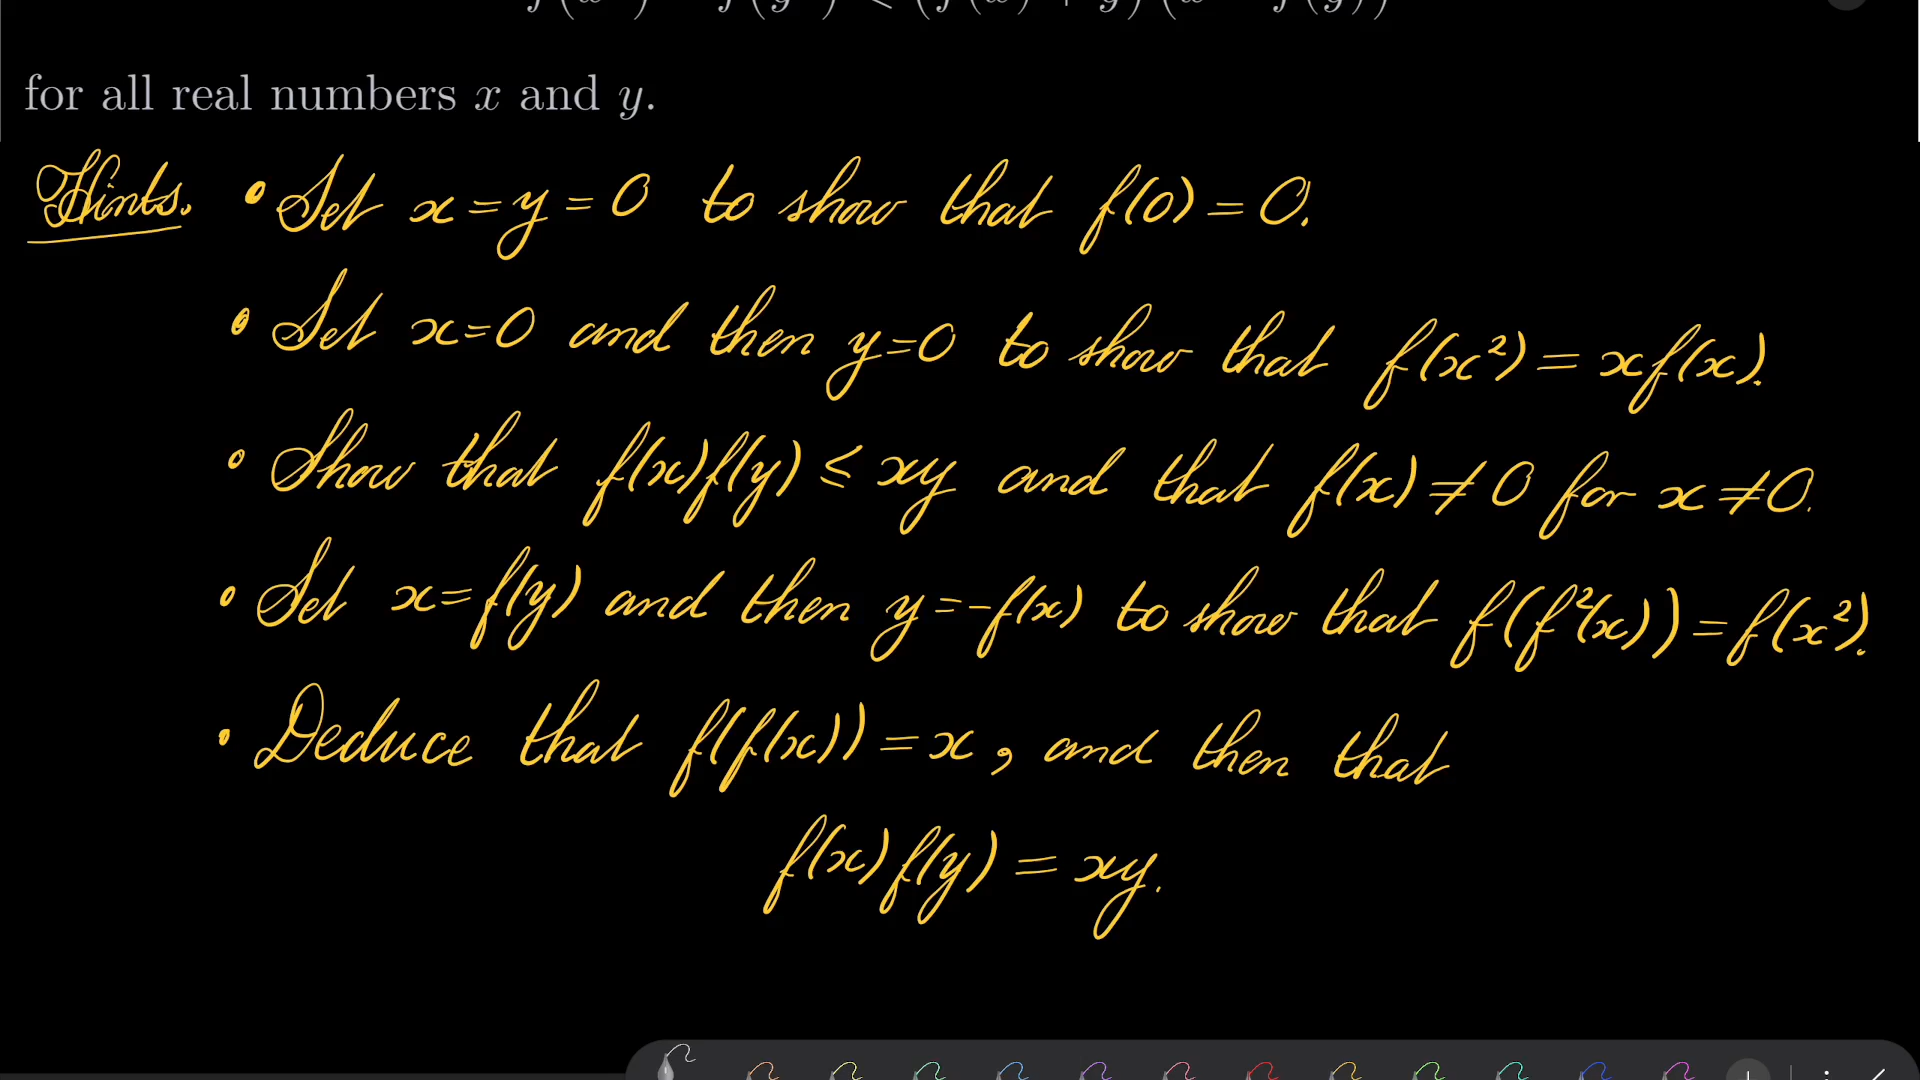 for all real numbers x and y.
Hints. • Set x = y = 0 to show that f(0) = 0.
• Set x=0 and then y=0 to show that f(x²) = xf(x).
• Show that f(x)f(y) ≤ xy and that f(x) ≠ 0 for x ≠ 0.
• Set x = f(y) and then y = -f(x) to show that f(f²(x)) = f(x²).
• Deduce that f(f(x)) = x, and then that
f(x)f(y) = xy.